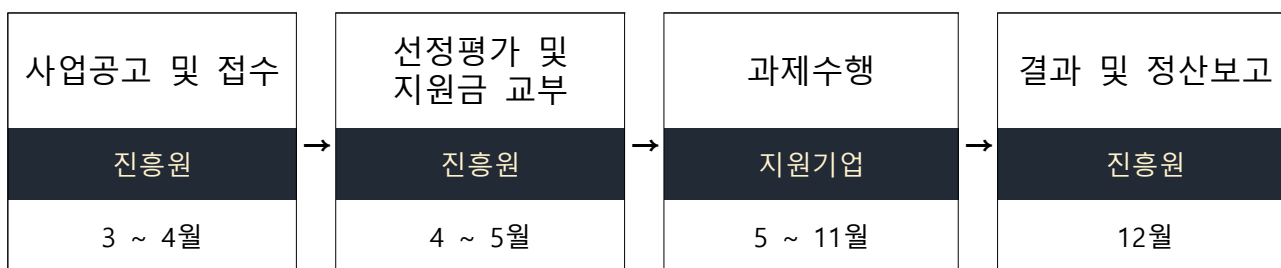 사업공고 및 접수
진흥원
3 ~ 4월
→
선정평가 및
지원금 교부
진흥원
4 ~ 5월
→
과제수행
지원기업
5 ~ 11월
→
결과 및 정산보고
진흥원
12월